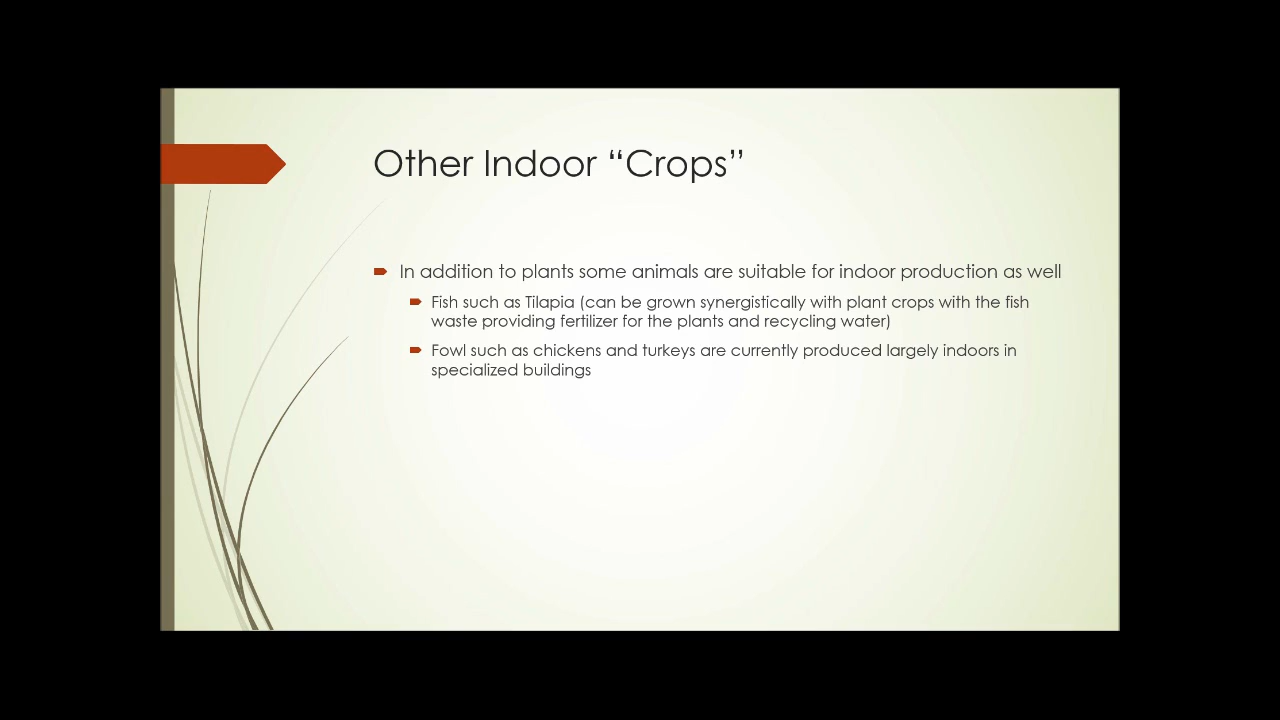 Other Indoor “Crops”
In addition to plants some animals are suitable for indoor production as well
Fish such as Tilapia (can be grown synergistically with plant crops with the fish
waste providing fertilizer for the plants and recycling water)
Fowl such as chickens and turkeys are currently produced largely indoors in
specialized buildings